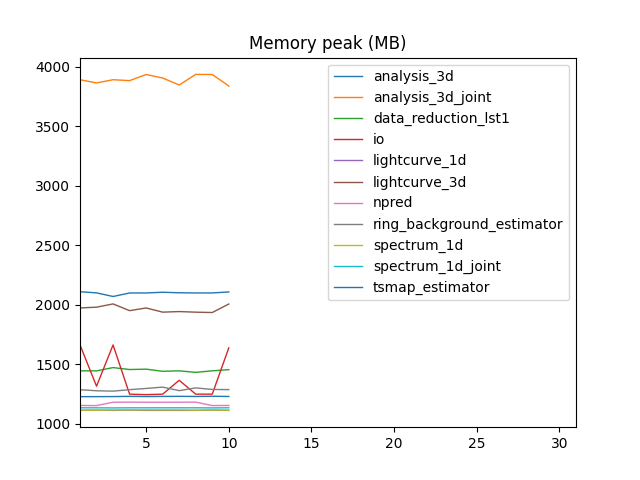 Memory peak (MB)
4000
3500
3000
2500
2000
1500
1000
5
10
15
20
25
30
analysis_3d
analysis_3d_joint
data_reduction_lst1
io
lightcurve_1d
lightcurve_3d
npred
ring_background_estimator
spectrum_1d
spectrum_1d_joint
tsmap_estimator